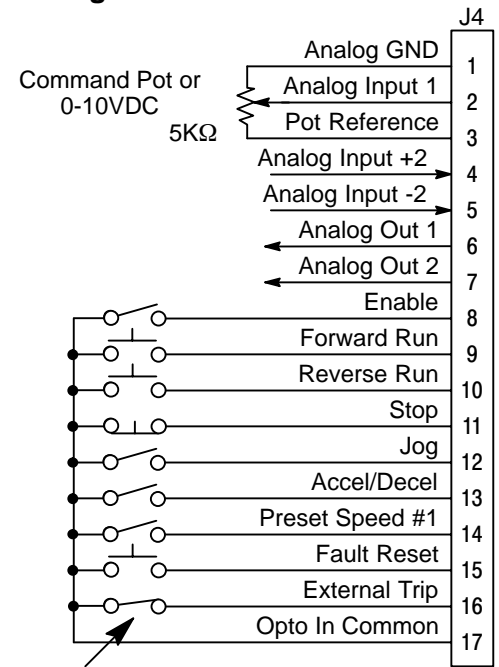 J4
Analog GND 1
Command Pot or
0-10VDC
Analog Input 1 2
5KΩ
Pot Reference 3
Analog Input +2 4
Analog Input -2 5
Analog Out 1 6
Analog Out 2 7
Enable 8
Forward Run 9
Reverse Run 10
Stop 11
Jog 12
Accel/Decel 13
Preset Speed #1 14
Fault Reset 15
External Trip 16
Opto In Common 17